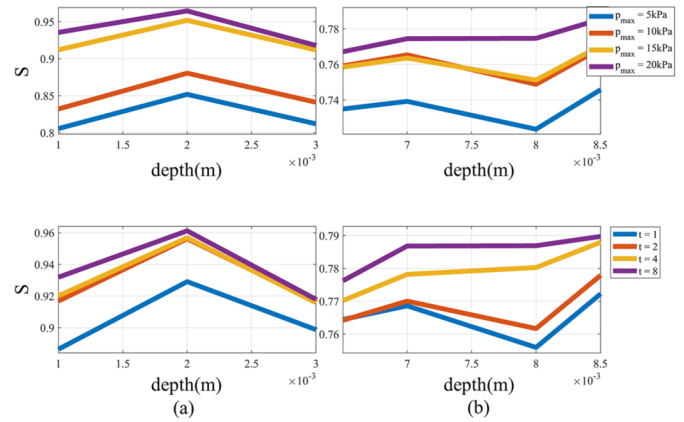 0.95
0.9
0.85
0.8
S
1
1.5
2
2.5
3
depth(m)
×10⁻³
0.78
0.76
0.74
7
7.5
8
8.5
depth(m)
×10⁻³
p_max = 5kPa
p_max = 10kPa
p_max = 15kPa
p_max = 20kPa
0.96
0.94
0.92
0.9
S
1
1.5
2
2.5
3
depth(m)
×10⁻³
(a)
0.79
0.78
0.77
0.76
7
7.5
8
8.5
depth(m)
×10⁻³
(b)
t = 1
t = 2
t = 4
t = 8